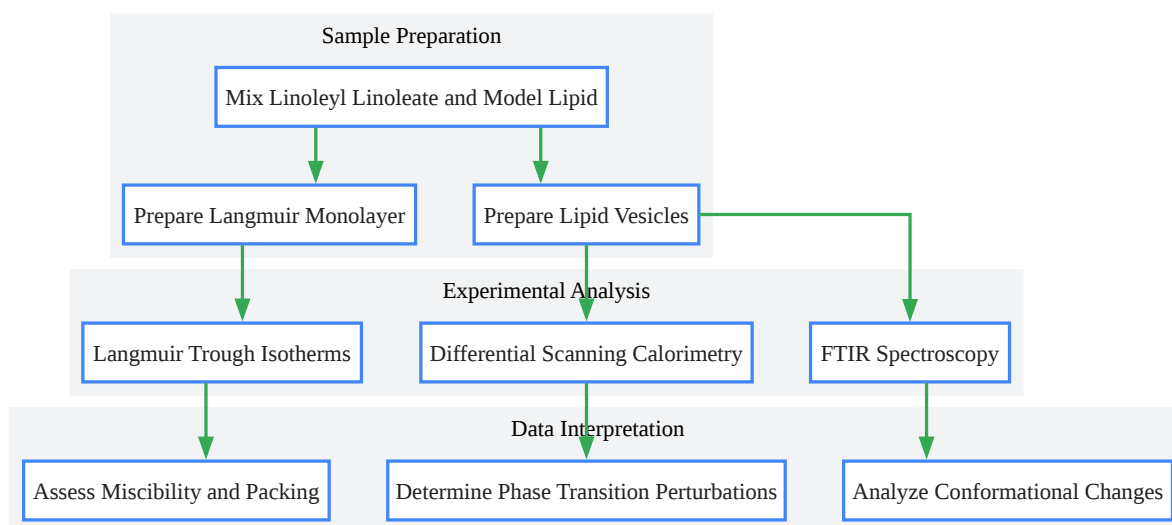 Sample Preparation
Mix Linoleyl Linoleate and Model Lipid
Prepare Langmuir Monolayer
Prepare Lipid Vesicles
Experimental Analysis
Langmuir Trough Isotherms
Differential Scanning Calorimetry
FTIR Spectroscopy
Data Interpretation
Assess Miscibility and Packing
Determine Phase Transition Perturbations
Analyze Conformational Changes